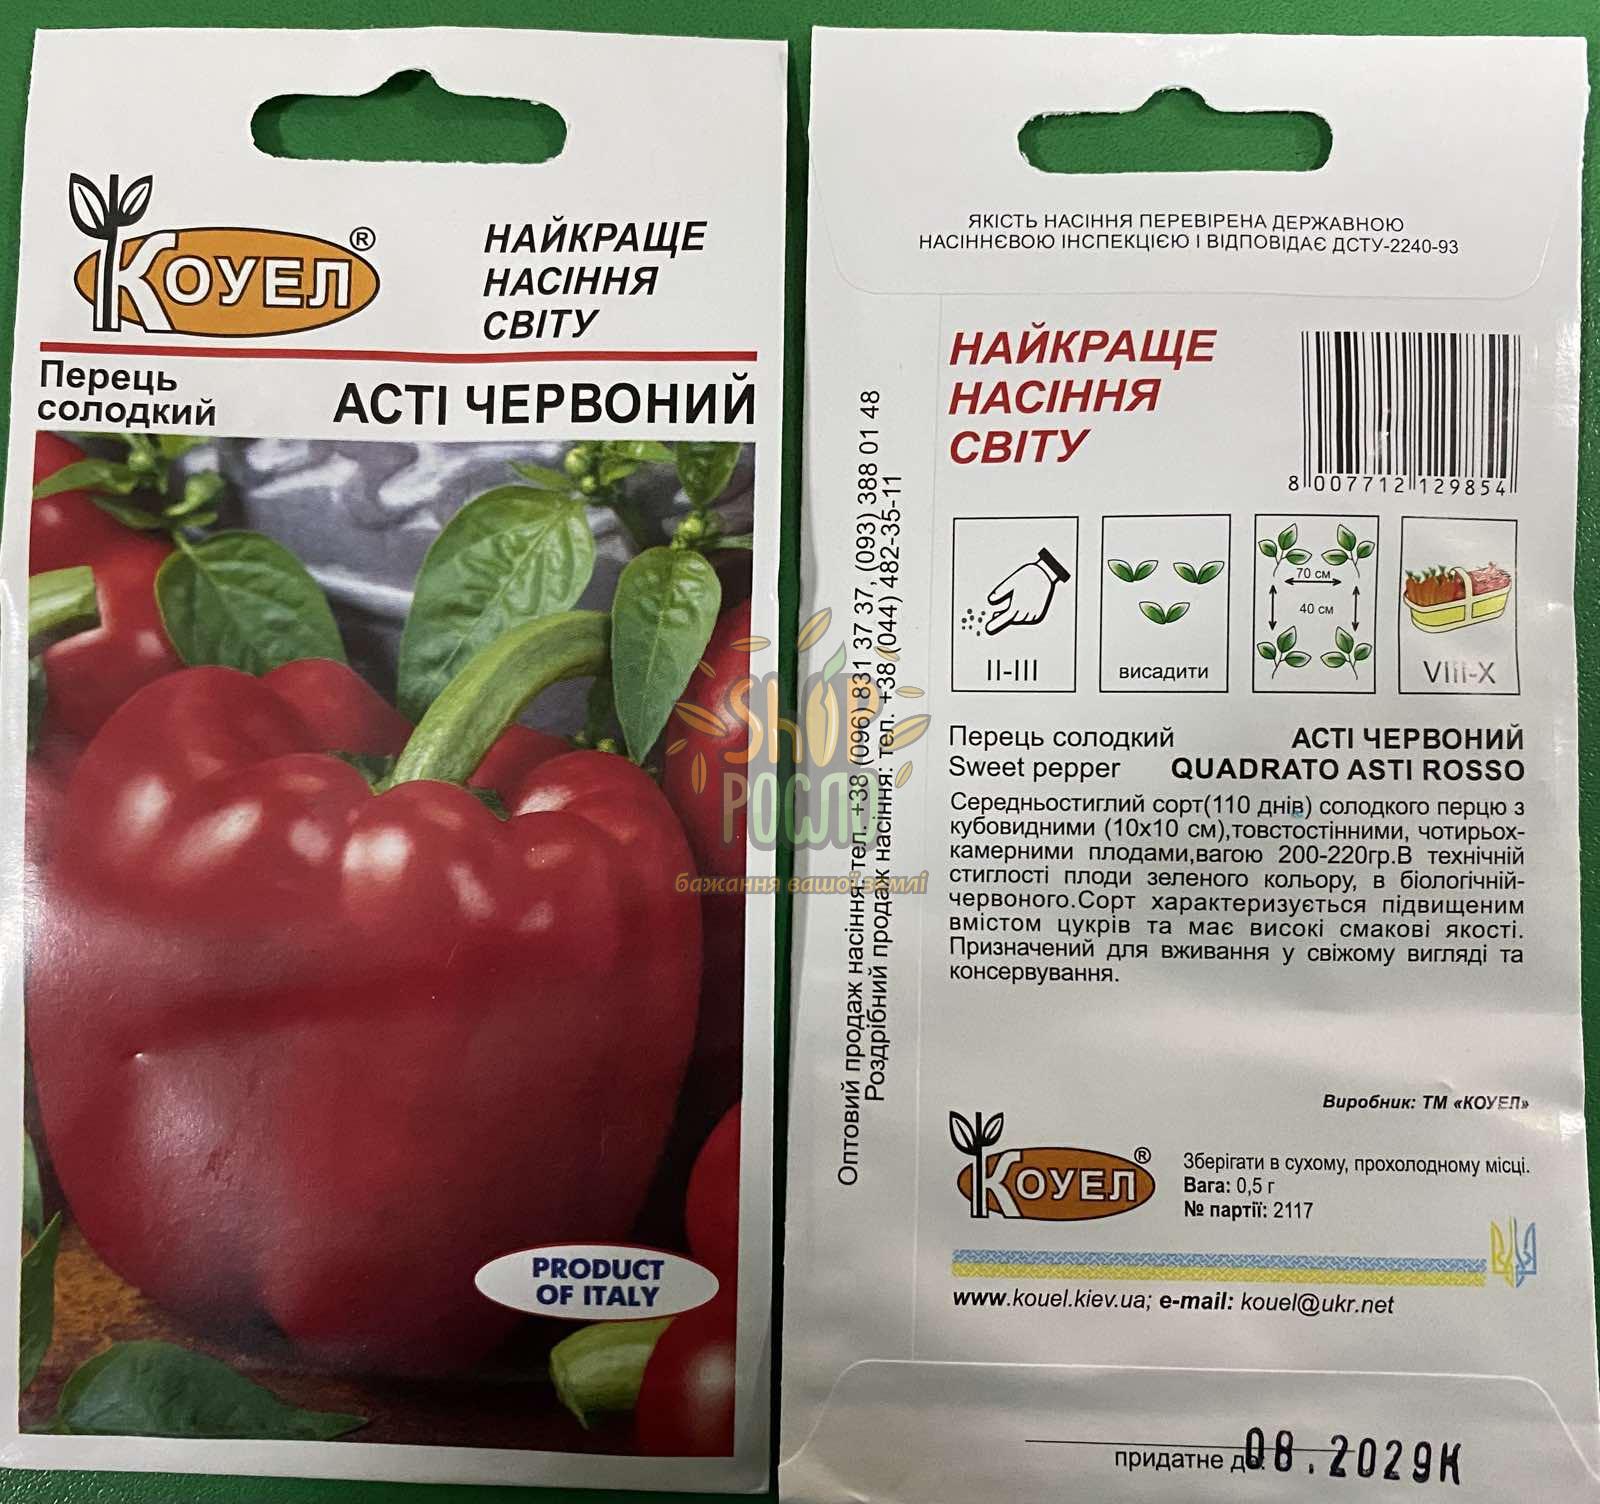 КОУЕЛ ®
НАЙКРАЩЕ
НАСІННЯ
СВІТУ
Перець
солодкий
АСТІ ЧЕРВОНИЙ
PRODUCT
OF ITALY
ЯКІСТЬ НАСІННЯ ПЕРЕВІРЕНА ДЕРЖАВНОЮ
НАСІННЄВОЮ ІНСПЕКЦІЄЮ І ВІДПОВІДАЄ ДСТУ-2240-93
НАЙКРАЩЕ
НАСІННЯ
СВІТУ
8 007712 129854
II-III
висадити
70 см
40 см
VIII-X
Оптовий продаж насіння: тел. +38 (096) 831 37 37, (093) 388 01 48
Роздрібний продаж насіння: тел. +38 (044) 482-35-11
SHOP
РОСЛО
бажання вашої землі
Перець солодкий АСТІ ЧЕРВОНИЙ
Sweet pepper QUADRATO ASTI ROSSO
Середньостиглий сорт(110 днів) солодкого перцю з
кубовидними (10х10 см),товстостінними, чотирьох-
камерними плодами,вагою 200-220гр.В технічній
стиглості плоди зеленого кольору, в біологічній-
червоного.Сорт характеризується підвищеним
вмістом цукрів та має високі смакові якості.
Призначений для вживання у свіжому вигляді та
консервування.
Виробник: ТМ «КОУЕЛ»
КОУЕЛ ®
Зберігати в сухому, прохолодному місці.
Вага: 0,5 г
№ партії: 2117
www.kouel.kiev.ua; e-mail: kouel@ukr.net
придатне до: 08.2029К